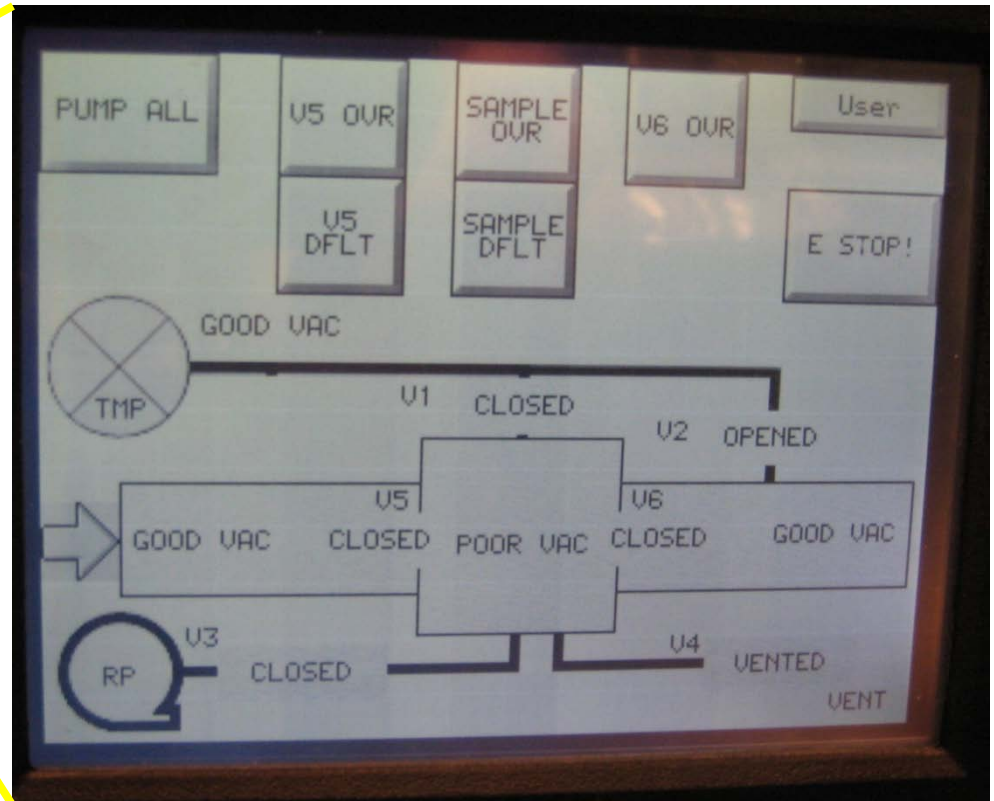 PUMP ALL
V5 OVR
SAMPLE
OVR
V6 OVR
User
V5
DFLT
SAMPLE
DFLT
E STOP!
GOOD VAC
TMP
V1
CLOSED
V2
OPENED
V5
V6
GOOD VAC
CLOSED
POOR VAC
CLOSED
GOOD VAC
V3
V4
RP
CLOSED
VENTED
VENT